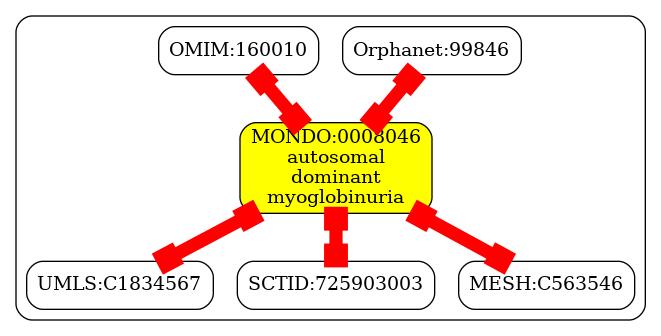 OMIM:160010
Orphanet:99846
MONDO:0008046
autosomal
dominant
myoglobinuria
UMLS:C1834567
SCTID:725903003
MESH:C563546